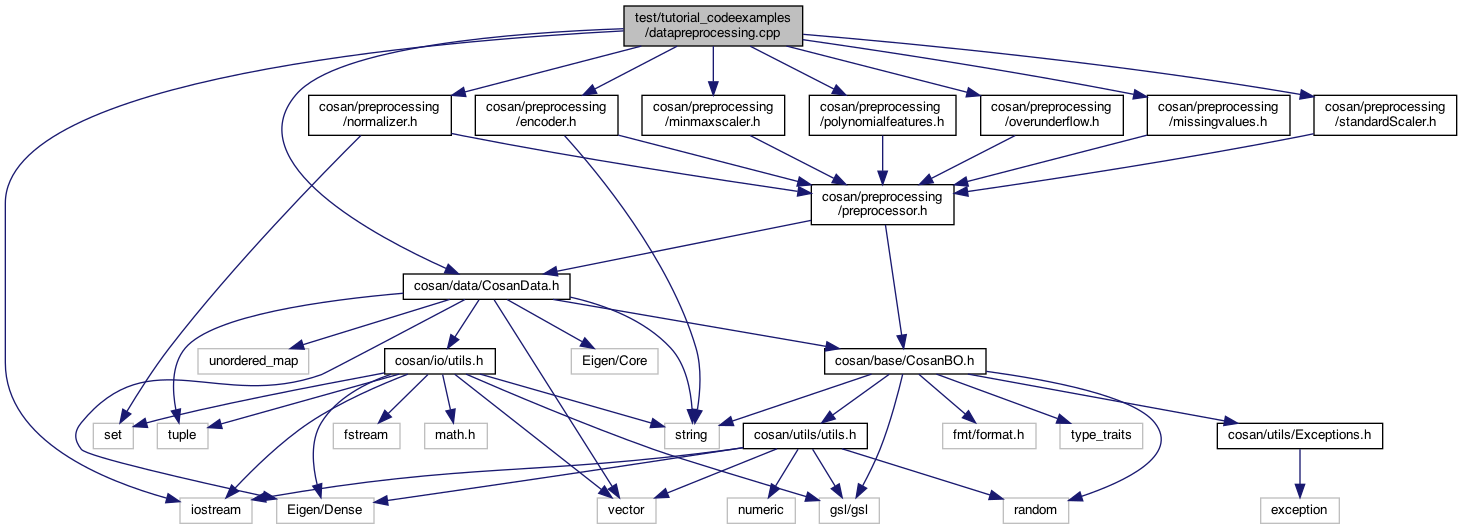 test/tutorial_codeexamples
/datapreprocessing.cpp
cosan/preprocessing
/normalizer.h
cosan/preprocessing
/encoder.h
cosan/preprocessing
/minmaxscaler.h
cosan/preprocessing
/polynomialfeatures.h
cosan/preprocessing
/overunderflow.h
cosan/preprocessing
/missingvalues.h
cosan/preprocessing
/standardScaler.h
cosan/preprocessing
/preprocessor.h
cosan/data/CosanData.h
unordered_map
cosan/io/utils.h
Eigen/Core
cosan/base/CosanBO.h
set
tuple
fstream
math.h
string
cosan/utils/utils.h
fmt/format.h
type_traits
cosan/utils/Exceptions.h
iostream
Eigen/Dense
vector
numeric
gsl/gsl
random
exception